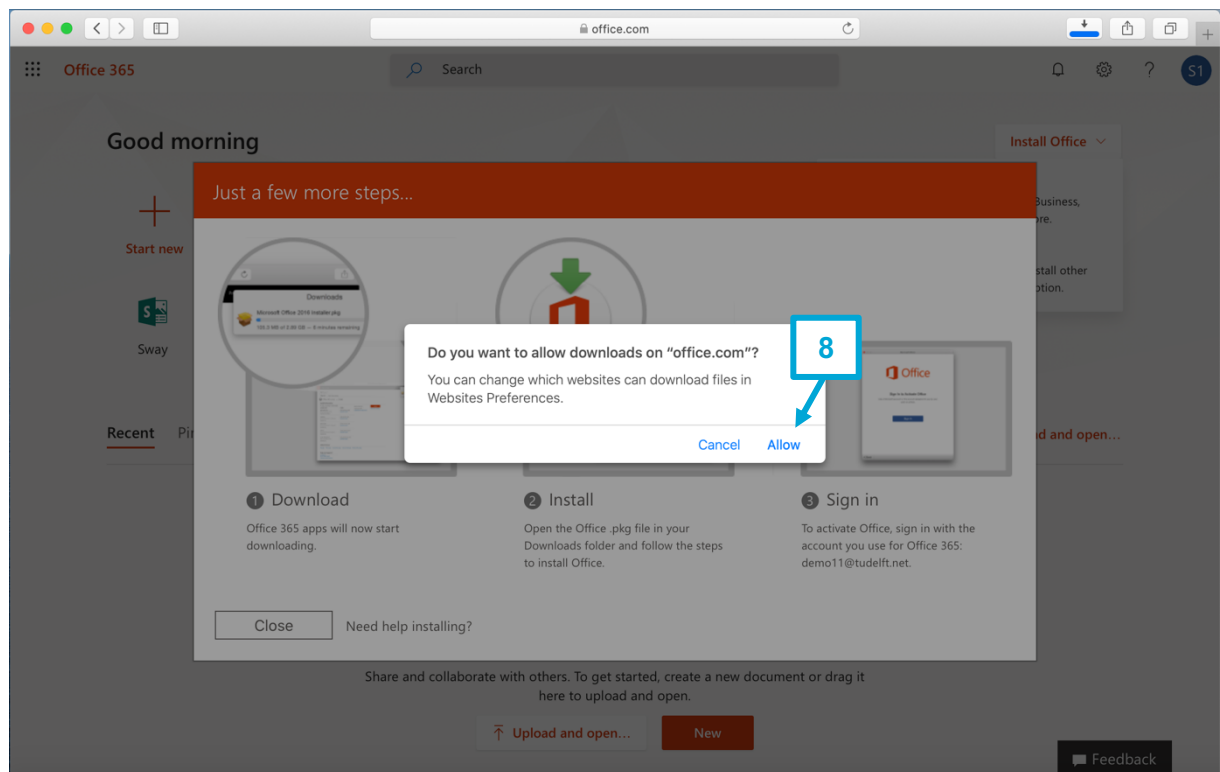 office.com
Office 365
Search
?
S1
Good morning
Install Office
Just a few more steps...
Business,
Start new
stall other
Sway
S
Downloads
Microsoft Office 2016 installer.pkg
Office
8
Do you want to allow downloads on “office.com”?
You can change which websites can download files in
Websites Preferences.
Cancel
Allow
Recent
Pi
d and open...
1 Download
Office 365 apps will now start
downloading.
2 Install
Open the Office .pkg file in your
Downloads folder and follow the steps
to install Office.
3 Sign in
To activate Office, sign in with the
account you use for Office 365:
demo11@tudelft.net.
Close
Need help installing?
Share and collaborate with others. To get started, create a new document or drag it
here to upload and open.
Upload and open...
New
Feedback